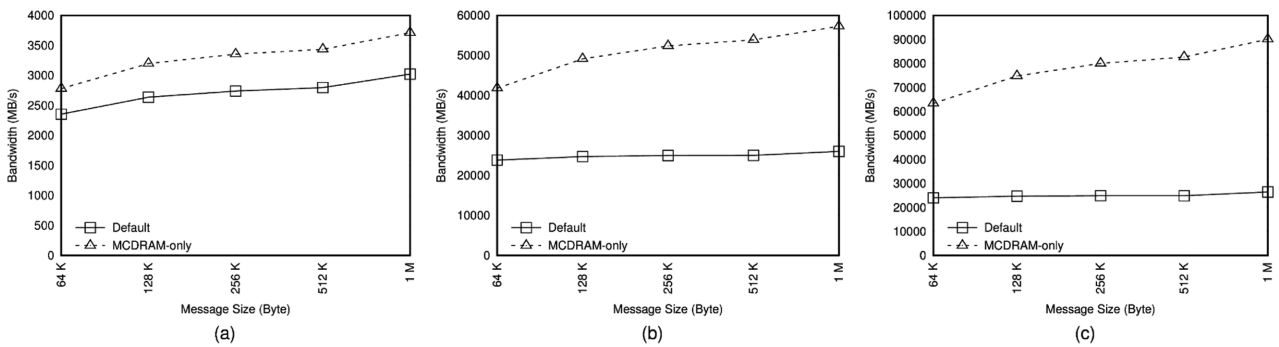 4000
3500
3000
2500
2000
1500
1000
500
0
Bandwidth (MB/s)
Default
MCDRAM-only
64 K
128 K
256 K
512 K
1 M
Message Size (Byte)
(a)
60000
50000
40000
30000
20000
10000
0
Bandwidth (MB/s)
Default
MCDRAM-only
64 K
128 K
256 K
512 K
1 M
Message Size (Byte)
(b)
100000
90000
80000
70000
60000
50000
40000
30000
20000
10000
0
Bandwidth (MB/s)
Default
MCDRAM-only
64 K
128 K
256 K
512 K
1 M
Message Size (Byte)
(c)